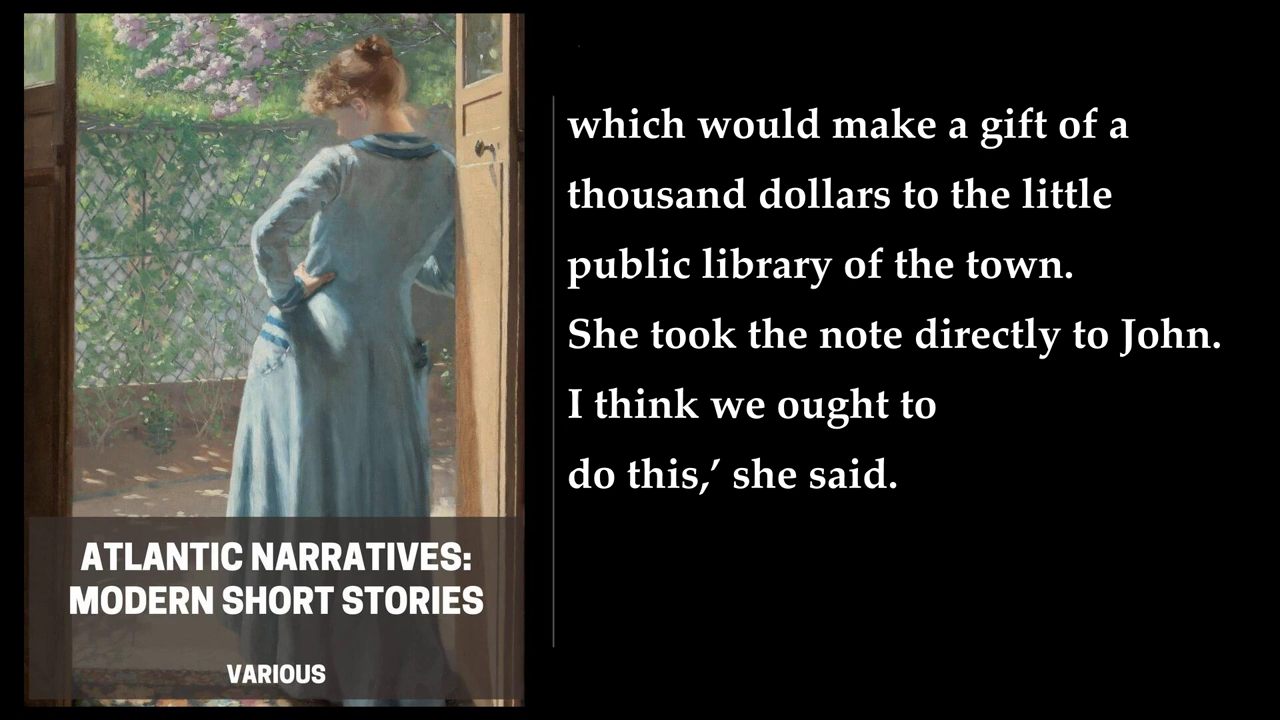 ATLANTIC NARRATIVES:
MODERN SHORT STORIES
VARIOUS
which would make a gift of a
thousand dollars to the little
public library of the town.
She took the note directly to John.
I think we ought to
do this,’ she said.